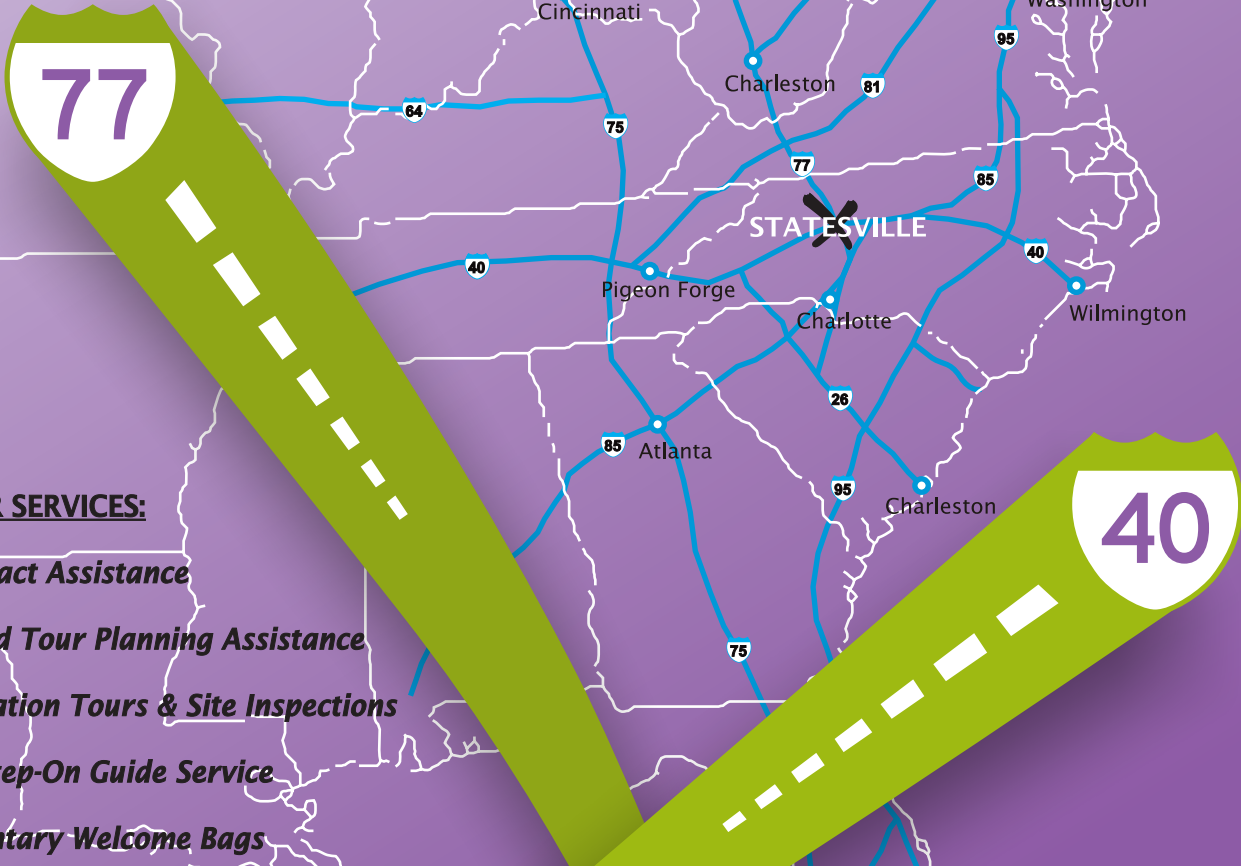 Cincinnati
Washington
95
77
Charleston
81
64
75
77
85
STATESVILLE
40
40
Pigeon Forge
Charlotte
Wilmington
26
85
Atlanta
95
Charleston
40
R SERVICES:
act Assistance
d Tour Planning Assistance
75
ation Tours & Site Inspections
tep-On Guide Service
ntary Welcome Bags